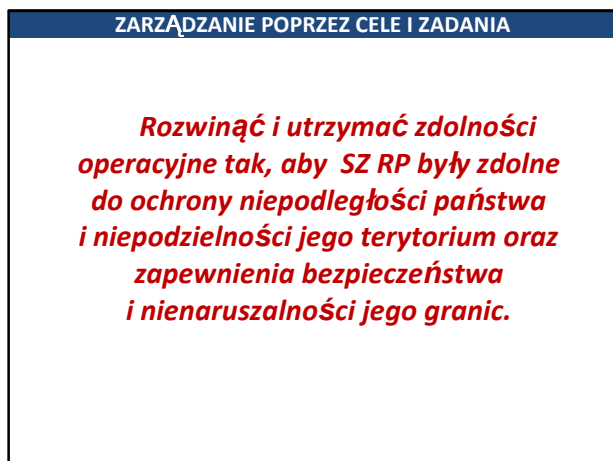 ZARZĄDZANIE POPRZEZ CELE I ZADANIA
Rozwinąć i utrzymać zdolności
operacyjne tak, aby SZ RP były zdolne
do ochrony niepodległości państwa
i niepodzielności jego terytorium oraz
zapewnienia bezpieczeństwa
i nienaruszalności jego granic.